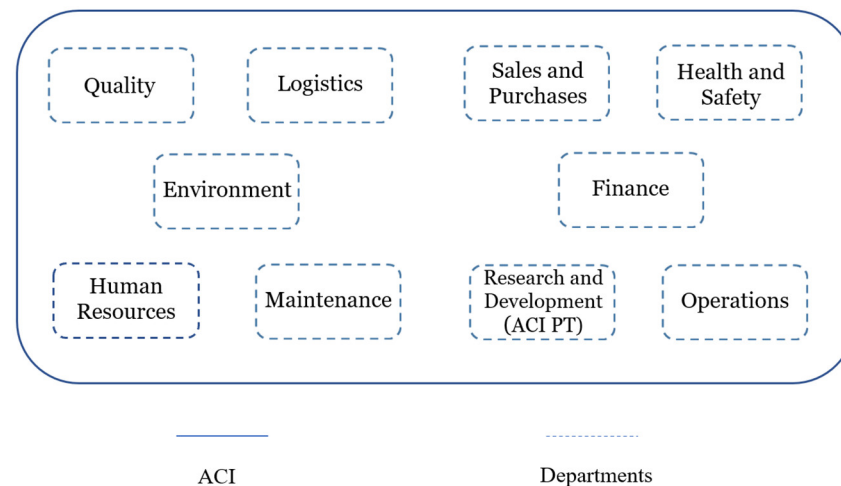 Quality
Logistics
Sales and
Purchases
Health and
Safety
Environment
Finance
Human
Resources
Maintenance
Research and
Development
(ACI PT)
Operations
ACI
Departments